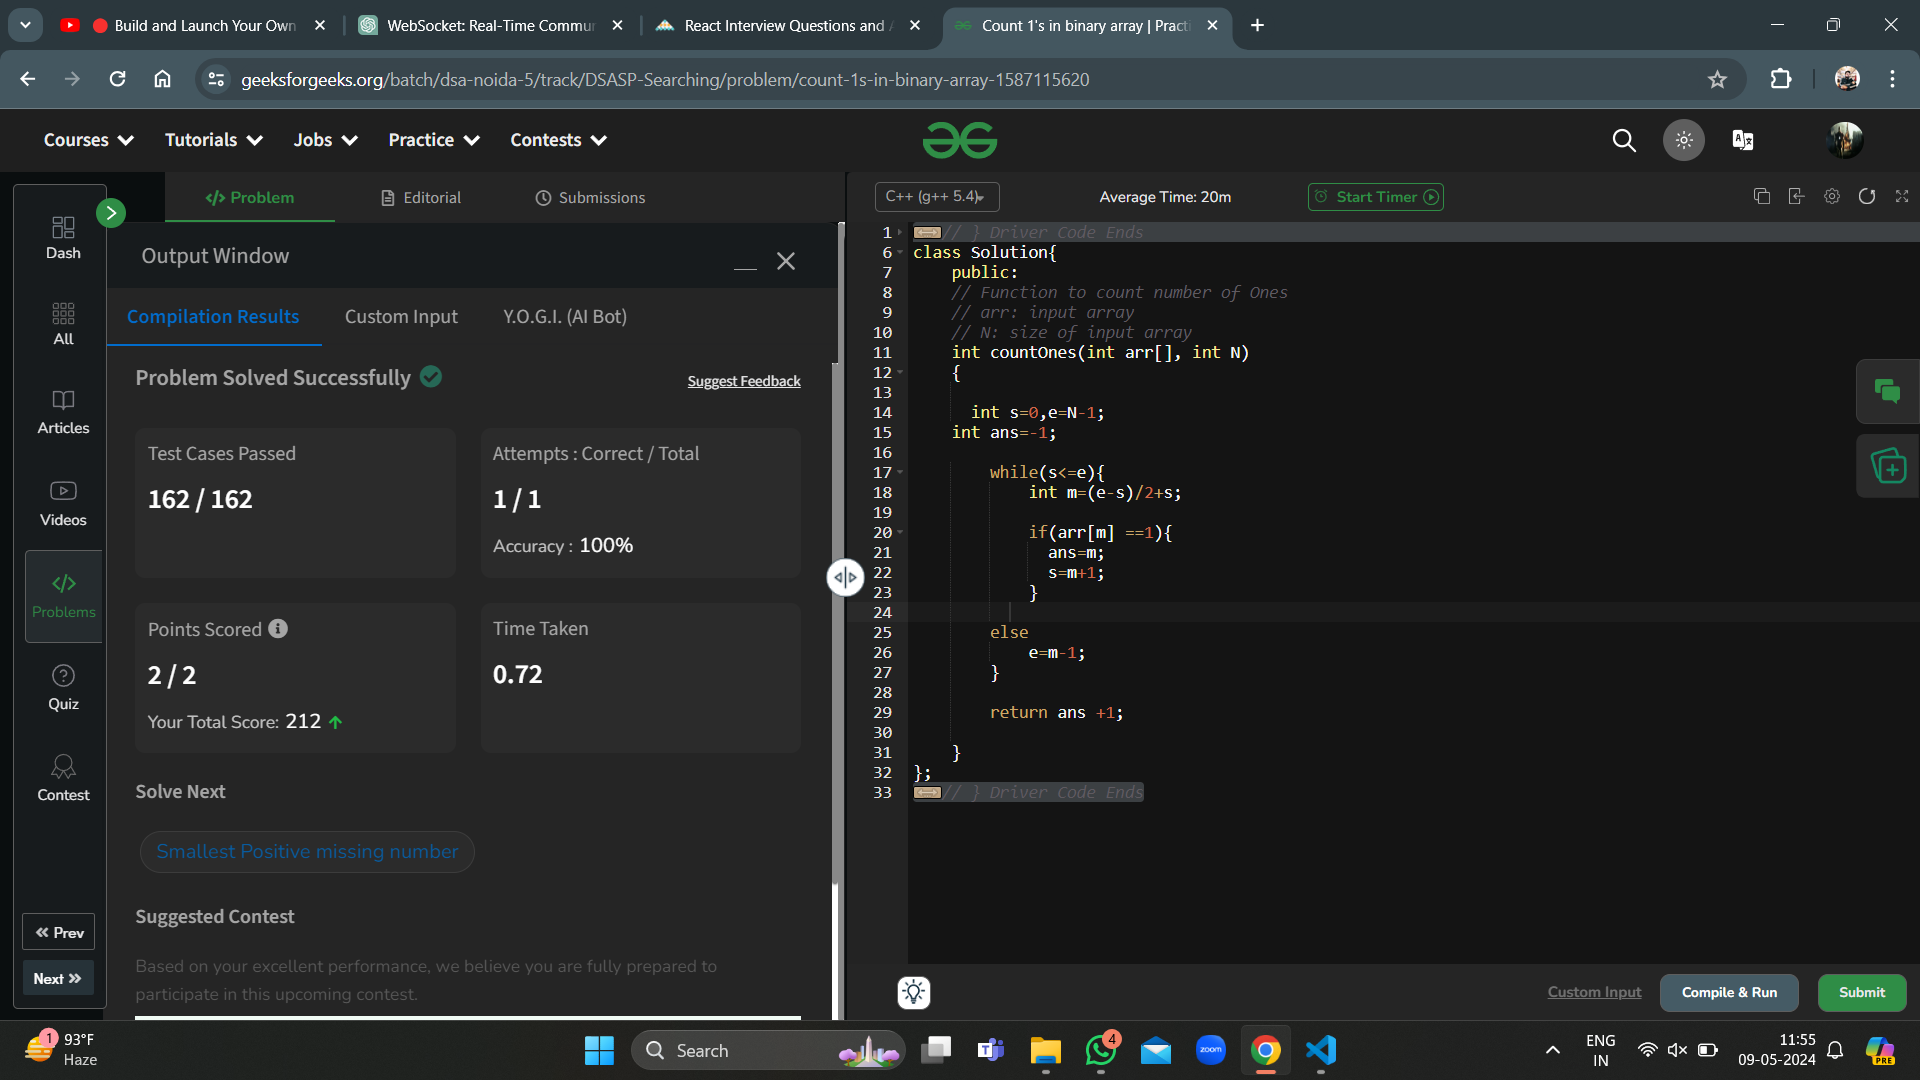 Build and Launch Your Own
WebSocket: Real-Time Commun
React Interview Questions and A
Count 1's in binary array | Practi
geeksforgeeks.org/batch/dsa-noida-5/track/DSASP-Searching/problem/count-1s-in-binary-array-1587115620
Courses
Tutorials
Jobs
Practice
Contests
Dash
All
Articles
Videos
Problems
Quiz
Contest
Prev
Next
Problem
Editorial
Submissions
Output Window
Compilation Results
Custom Input
Y.O.G.I. (AI Bot)
Problem Solved Successfully
Suggest Feedback
Test Cases Passed
162 / 162
Attempts : Correct / Total
1 / 1
Accuracy : 100%
Points Scored
2 / 2
Your Total Score: 212
Time Taken
0.72
Solve Next
Smallest Positive missing number
Suggested Contest
Based on your excellent performance, we believe you are fully prepared to
participate in this upcoming contest.
C++ (g++ 5.4)
Average Time: 20m
Start Timer
1 // } Driver Code Ends
6 class Solution{
7 public:
8 // Function to count number of Ones
9 // arr: input array
10 // N: size of input array
11 int countOnes(int arr[], int N)
12 {
13
14 int s=0,e=N-1;
15 int ans=-1;
16
17 while(s<=e){
18 int m=(e-s)/2+s;
19
20 if(arr[m] ==1){
21 ans=m;
22 s=m+1;
23 }
24
25 else
26 e=m-1;
27 }
28
29 return ans +1;
30
31 }
32 };
33 // } Driver Code Ends
Custom Input
Compile & Run
Submit
1
93°F
Haze
Search
4
zoom
ENG
IN
11:55
09-05-2024
PRE